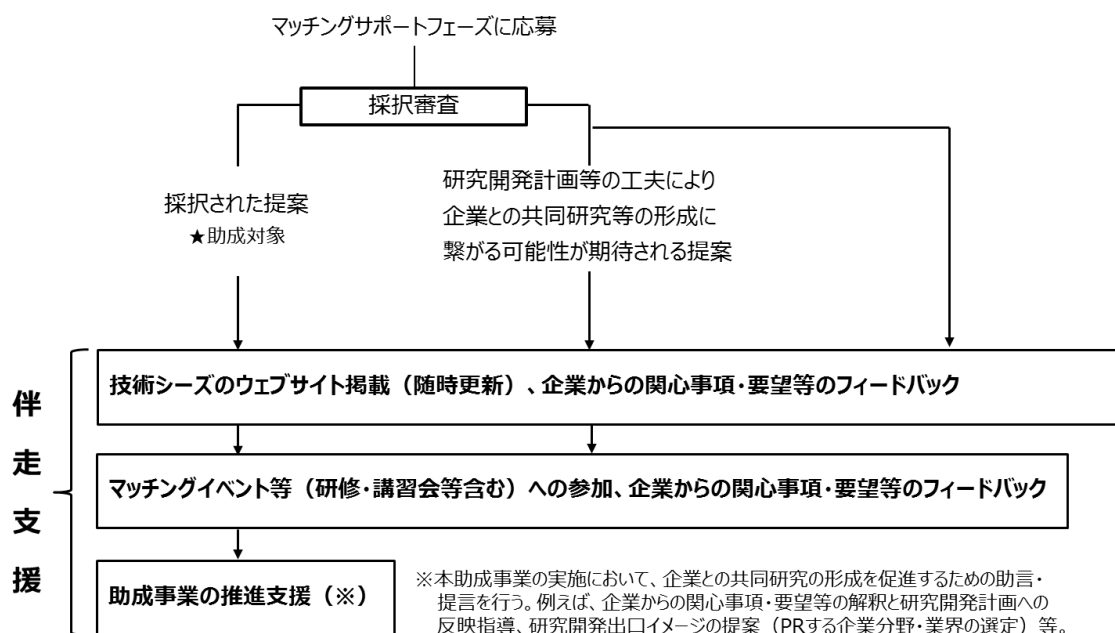 マッチングサポートフェーズに応募
採択審査
採択された提案
★助成対象
研究開発計画等の工夫により
企業との共同研究等の形成に
繋がる可能性が期待される提案
伴走支援
技術シーズのウェブサイト掲載（随時更新）、企業からの関心事項・要望等のフィードバック
マッチングイベント等（研修・講習会等含む）への参加、企業からの関心事項・要望等のフィードバック
助成事業の推進支援（※）
※本助成事業の実施において、企業との共同研究の形成を促進するための助言・
提言を行う。例えば、企業からの関心事項・要望等の解釈と研究開発計画への
反映指導、研究開発出口イメージの提案（PRする企業分野・業界の選定）等。